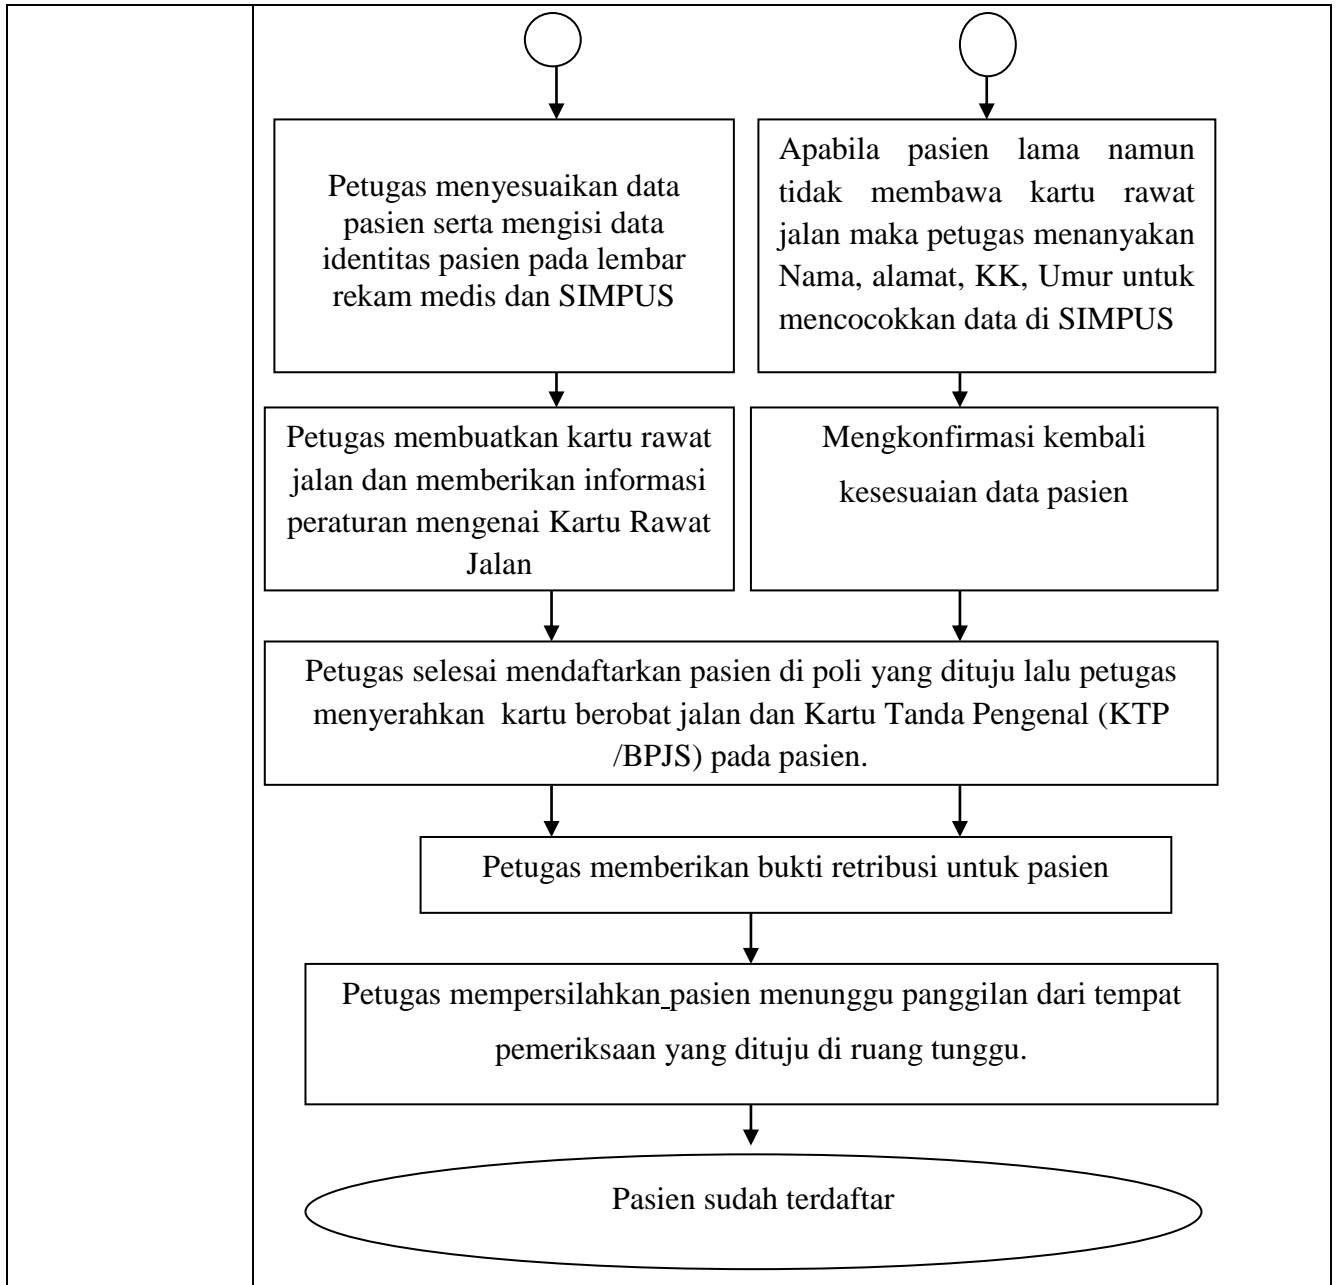 Petugas menyesuaikan data
pasien serta mengisi data
identitas pasien pada lembar
rekam medis dan SIMPUS
Apabila pasien lama namun
tidak membawa kartu rawat
jalan maka petugas menanyakan
Nama, alamat, KK, Umur untuk
mencocokkan data di SIMPUS
Petugas membuatkan kartu rawat
jalan dan memberikan informasi
peraturan mengenai Kartu Rawat
Jalan
Mengkonfirmasi kembali
kesesuaian data pasien
Petugas selesai mendaftarkan pasien di poli yang dituju lalu petugas
menyerahkan kartu berobat jalan dan Kartu Tanda Pengenal (KTP
/BPJS) pada pasien.
Petugas memberikan bukti retribusi untuk pasien
Petugas mempersilahkan pasien menunggu panggilan dari tempat
pemeriksaan yang dituju di ruang tunggu.
Pasien sudah terdaftar